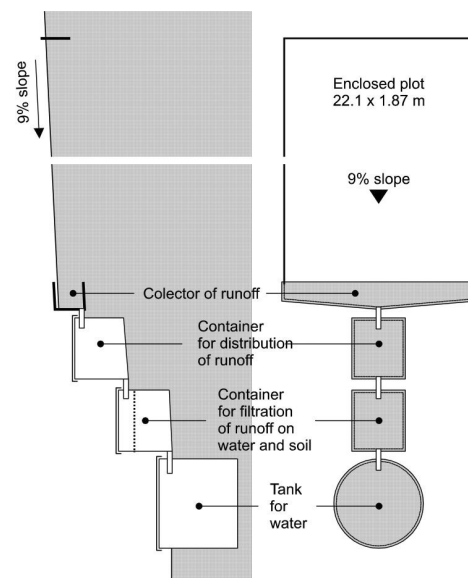 9% slope
Enclosed plot
22.1 x 1.87 m
9% slope
Colector of runoff
Container
for distribution
of runoff
Container
for filtration
of runoff on
water and soil
Tank
for
water